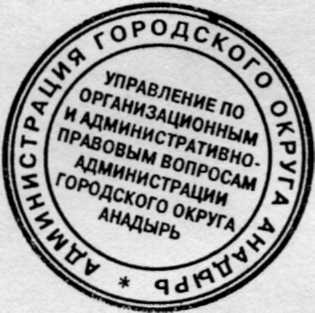 АДМИНИСТРАЦИЯ ГОРОДСКОГО ОКРУГА АНАДЫРЬ *
УПРАВЛЕНИЕ ПО
ОРГАНИЗАЦИОННЫМ
И АДМИНИСТРАТИВНО-
ПРАВОВЫМ ВОПРОСАМ
АДМИНИСТРАЦИИ
ГОРОДСКОГО ОКРУГА
АНАДЫРЬ